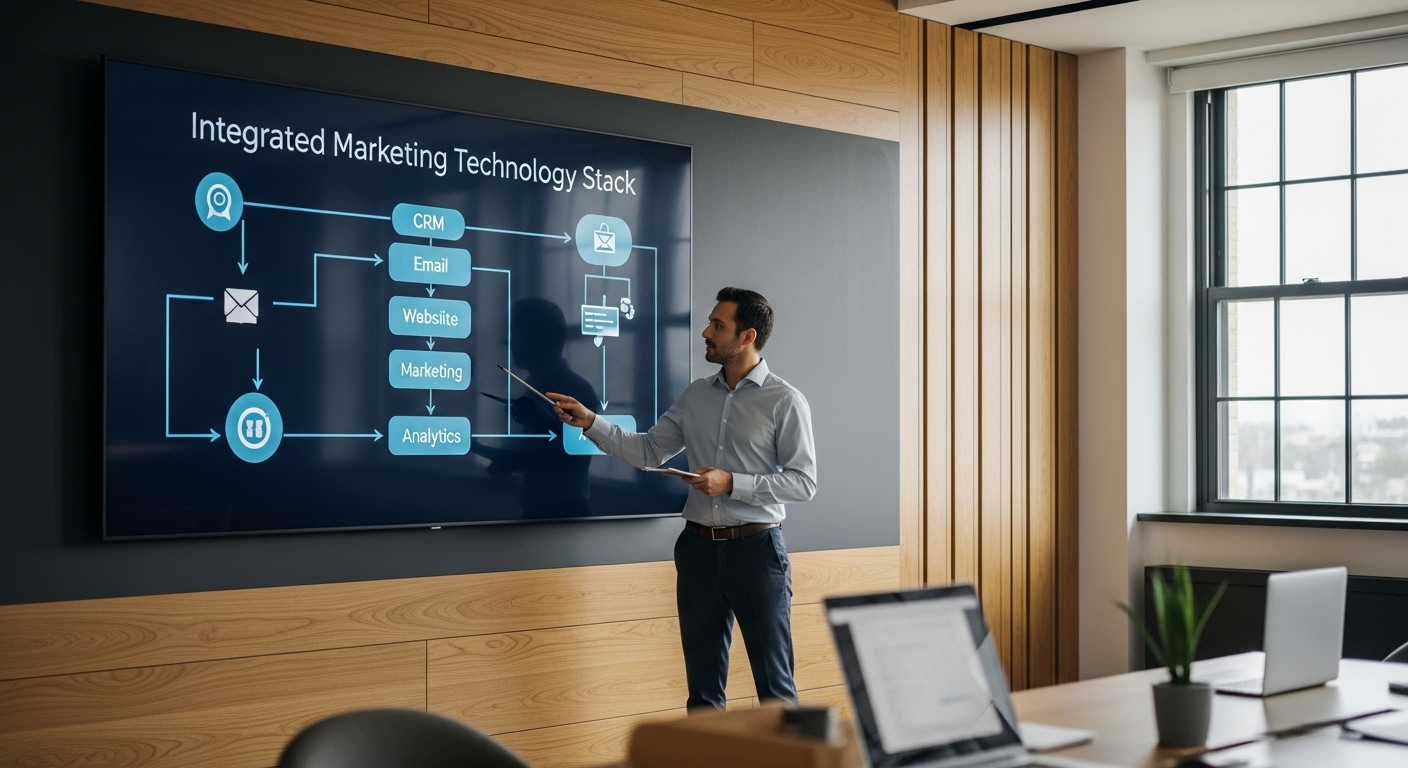 Integrated Marketing Technology Stack
CRM
Email
Website
Marketing
Analytics